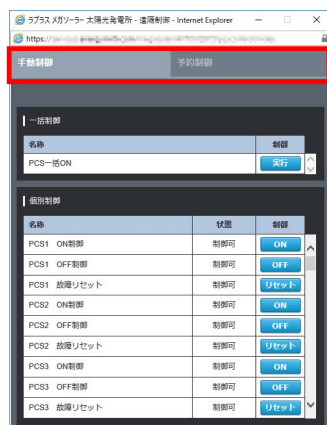 ラプラス メガソーラー 太陽光発電所 - 遠隔制御 - Internet Explorer
https://
手動制御 予約制御
一括制御
名称 制御
PCS一括ON 実行
個別制御
名称 状態 制御
PCS1 ON制御 制御可 ON
PCS1 OFF制御 制御可 OFF
PCS1 故障リセット 制御可 リセット
PCS2 ON制御 制御可 ON
PCS2 OFF制御 制御可 OFF
PCS2 故障リセット 制御可 リセット
PCS3 ON制御 制御可 ON
PCS3 OFF制御 制御可 OFF
PCS3 故障リセット 制御可 リセット